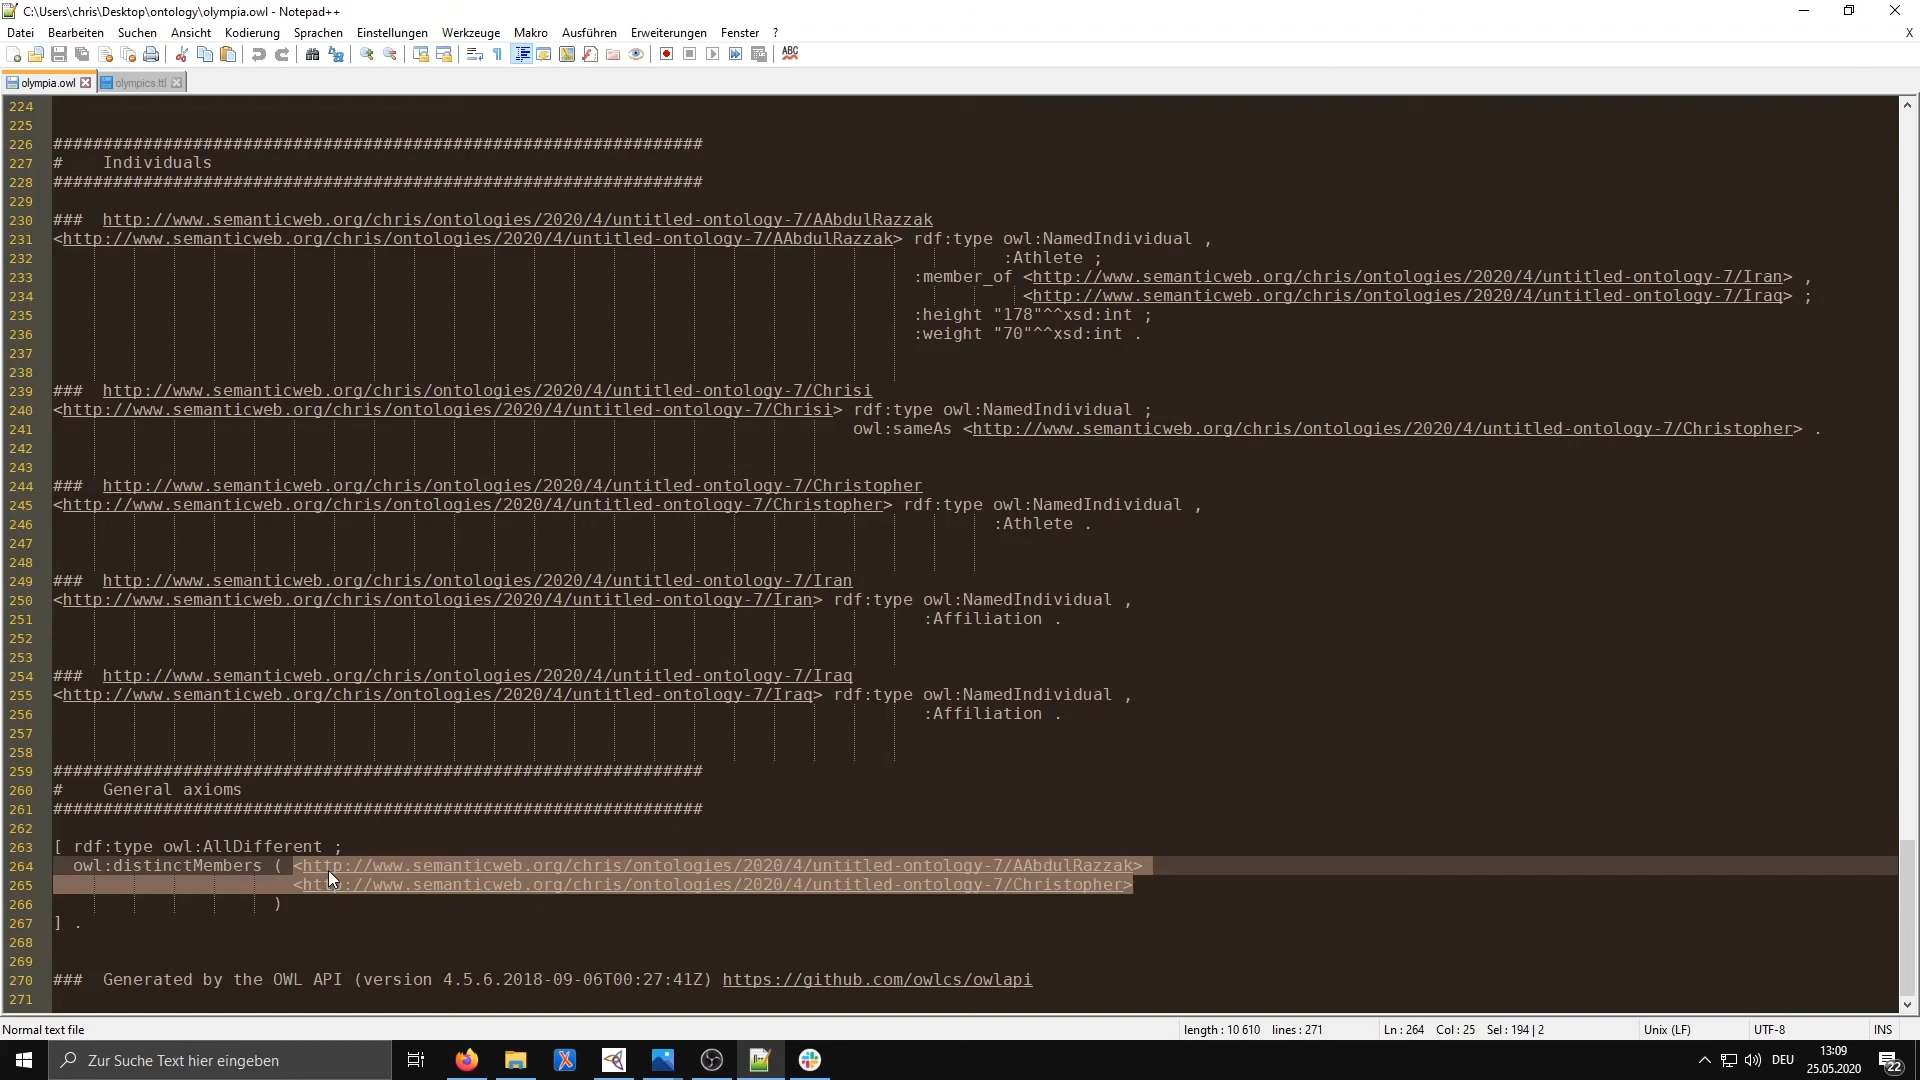 C:\Users\chris\Desktop\ontology\olympia.owl - Notepad++
Datei Bearbeiten Suchen Ansicht Kodierung Sprachen Einstellungen Werkzeuge Makro Ausführen Erweiterungen Fenster ? X
olympia.owl olympics.ttl
224
225
226 #################################################################
227 #    Individuals
228 #################################################################
229
230 ###  http://www.semanticweb.org/chris/ontologies/2020/4/untitled-ontology-7/AAbdulRazzak
231 <http://www.semanticweb.org/chris/ontologies/2020/4/untitled-ontology-7/AAbdulRazzak> rdf:type owl:NamedIndividual ,
232 :Athlete ;
233 :member_of <http://www.semanticweb.org/chris/ontologies/2020/4/untitled-ontology-7/Iran> ,
234 <http://www.semanticweb.org/chris/ontologies/2020/4/untitled-ontology-7/Iraq> ;
235 :height "178"^^xsd:int ;
236 :weight "70"^^xsd:int .
237
238
239 ###  http://www.semanticweb.org/chris/ontologies/2020/4/untitled-ontology-7/Chrisi
240 <http://www.semanticweb.org/chris/ontologies/2020/4/untitled-ontology-7/Chrisi> rdf:type owl:NamedIndividual ;
241 owl:sameAs <http://www.semanticweb.org/chris/ontologies/2020/4/untitled-ontology-7/Christopher> .
242
243
244 ###  http://www.semanticweb.org/chris/ontologies/2020/4/untitled-ontology-7/Christopher
245 <http://www.semanticweb.org/chris/ontologies/2020/4/untitled-ontology-7/Christopher> rdf:type owl:NamedIndividual ,
246 :Athlete .
247
248
249 ###  http://www.semanticweb.org/chris/ontologies/2020/4/untitled-ontology-7/Iran
250 <http://www.semanticweb.org/chris/ontologies/2020/4/untitled-ontology-7/Iran> rdf:type owl:NamedIndividual ,
251 :Affiliation .
252
253
254 ###  http://www.semanticweb.org/chris/ontologies/2020/4/untitled-ontology-7/Iraq
255 <http://www.semanticweb.org/chris/ontologies/2020/4/untitled-ontology-7/Iraq> rdf:type owl:NamedIndividual ,
256 :Affiliation .
257
258
259 #################################################################
260 #    General axioms
261 #################################################################
262
263 [ rdf:type owl:AllDifferent ;
264   owl:distinctMembers ( <http://www.semanticweb.org/chris/ontologies/2020/4/untitled-ontology-7/AAbdulRazzak>
265 <http://www.semanticweb.org/chris/ontologies/2020/4/untitled-ontology-7/Christopher>
266 )
267 ] .
268
269
270 ###  Generated by the OWL API (version 4.5.6.2018-09-06T00:27:41Z) https://github.com/owlcs/owlapi
271
Normal text file length : 10 610 lines : 271 Ln : 264 Col : 25 Sel : 194 | 2 Unix (LF) UTF-8 INS
Zur Suche Text hier eingeben DEU 13:09
25.05.2020 22